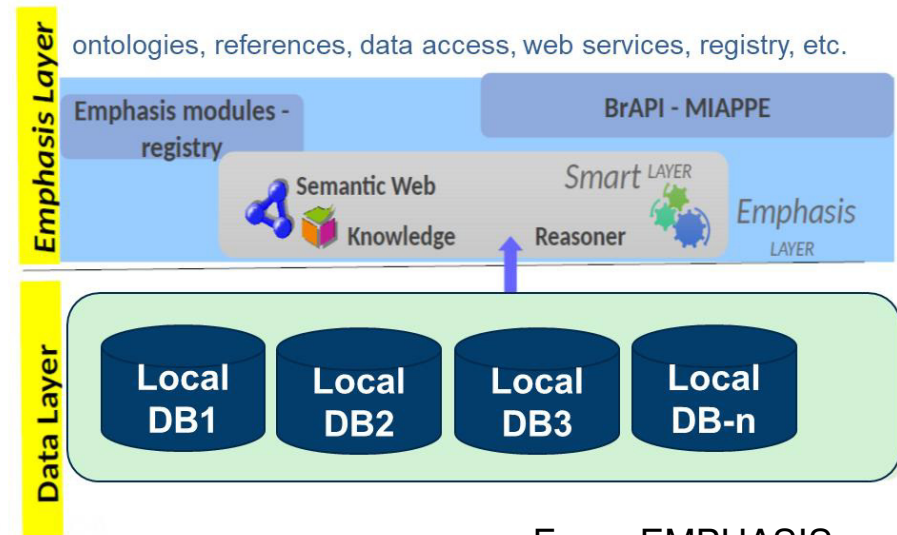 Emphasis Layer
ontologies, references, data access, web services, registry, etc.
Emphasis modules -
registry
BrAPI - MIAPPE
Semantic Web
Knowledge
Smart LAYER
Reasoner
Emphasis
LAYER
Data Layer
Local
DB1
Local
DB2
Local
DB3
Local
DB-n
EMPHASIS